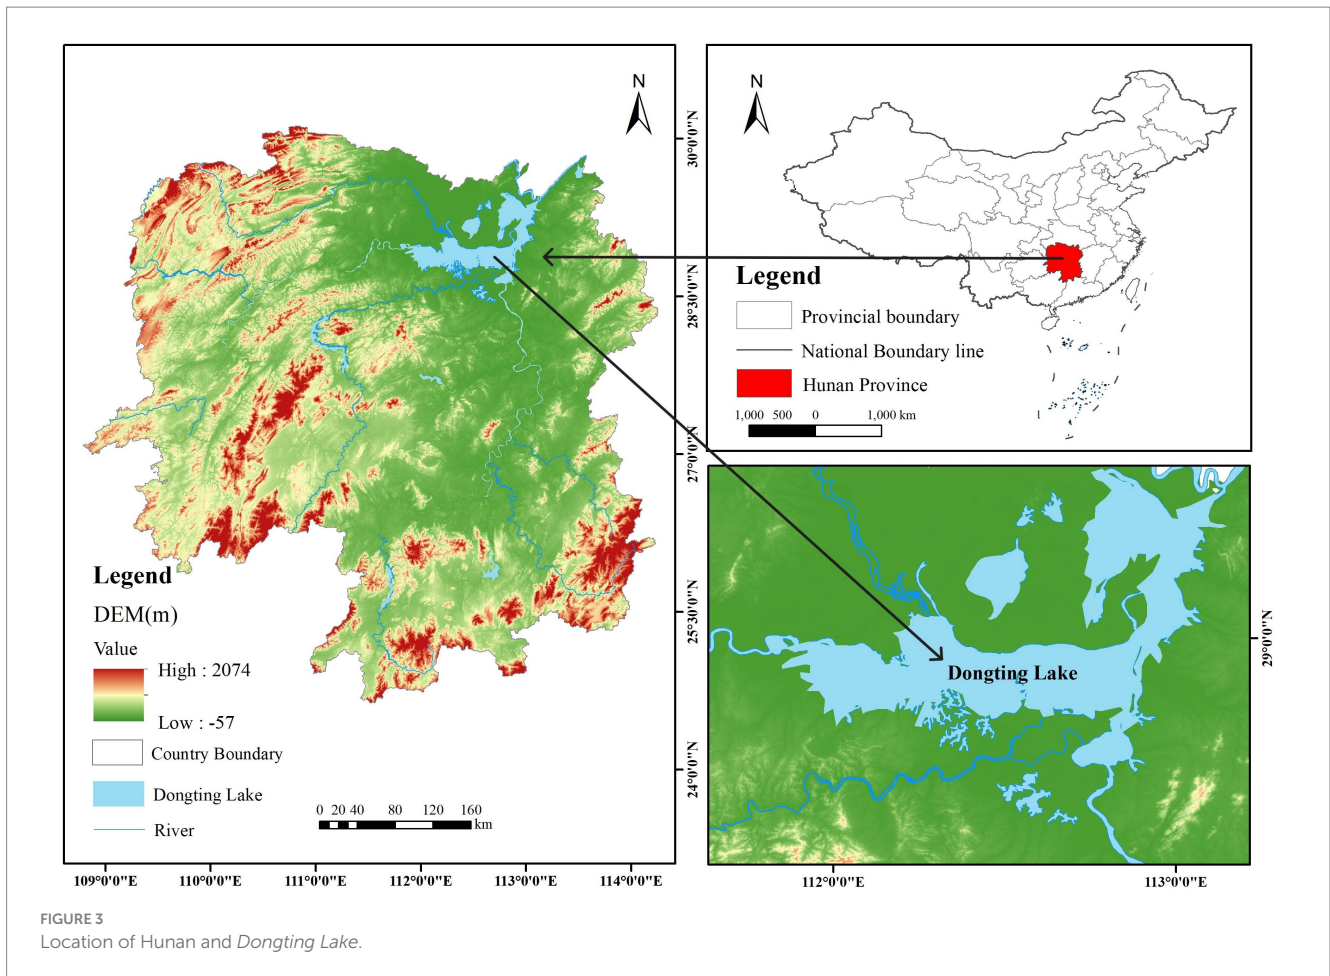 N
Legend
DEM(m)
Value
High : 2074
Low : -57
Country Boundary
Dongting Lake
River
0 20 40 80 120 160
km
109°0'0"E 110°0'0"E 111°0'0"E 112°0'0"E 113°0'0"E 114°0'0"E
30°0'0"N
28°30'0"N
27°0'0"N
25°30'0"N
24°0'0"N
N
Legend
Provincial boundary
National Boundary line
Hunan Province
1,000 500 0 1,000 km
Dongting Lake
29°0'0"N
112°0'0"E 113°0'0"E
FIGURE 3
Location of Hunan and Dongting Lake.